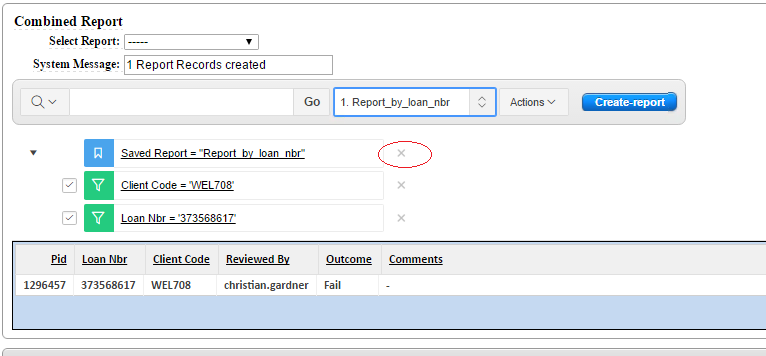 Combined Report
Select Report: -----
System Message: 1 Report Records created
Go 1. Report_by_loan_nbr Actions Create-report
Saved Report = "Report_by_loan_nbr"
Client Code = 'WEL708'
Loan Nbr = '373568617'
Pid Loan Nbr Client Code Reviewed By Outcome Comments
1296457 373568617 WEL708 christian.gardner Fail -